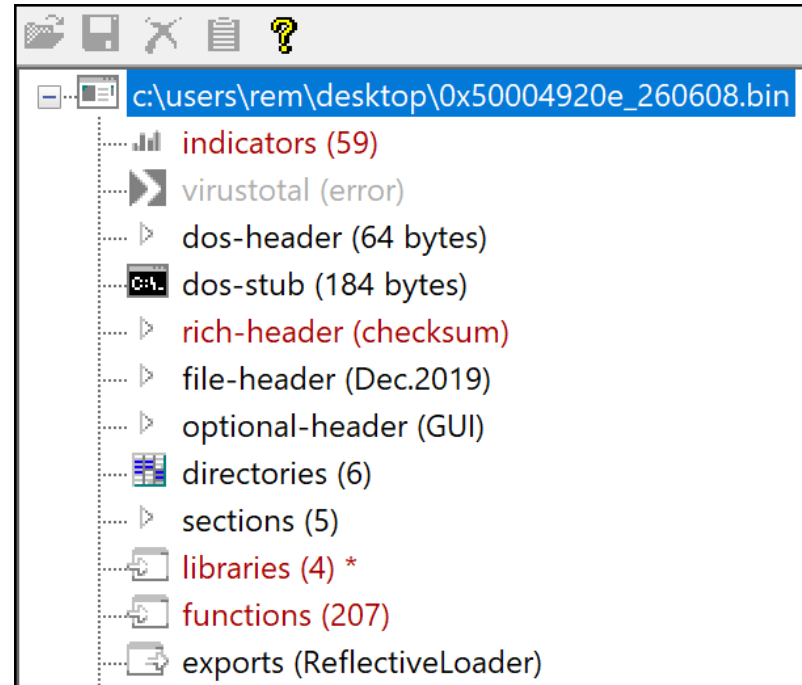 c:\users\rem\desktop\0x50004920e_260608.bin
indicators (59)
virustotal (error)
dos-header (64 bytes)
dos-stub (184 bytes)
rich-header (checksum)
file-header (Dec.2019)
optional-header (GUI)
directories (6)
sections (5)
libraries (4) *
functions (207)
exports (ReflectiveLoader)